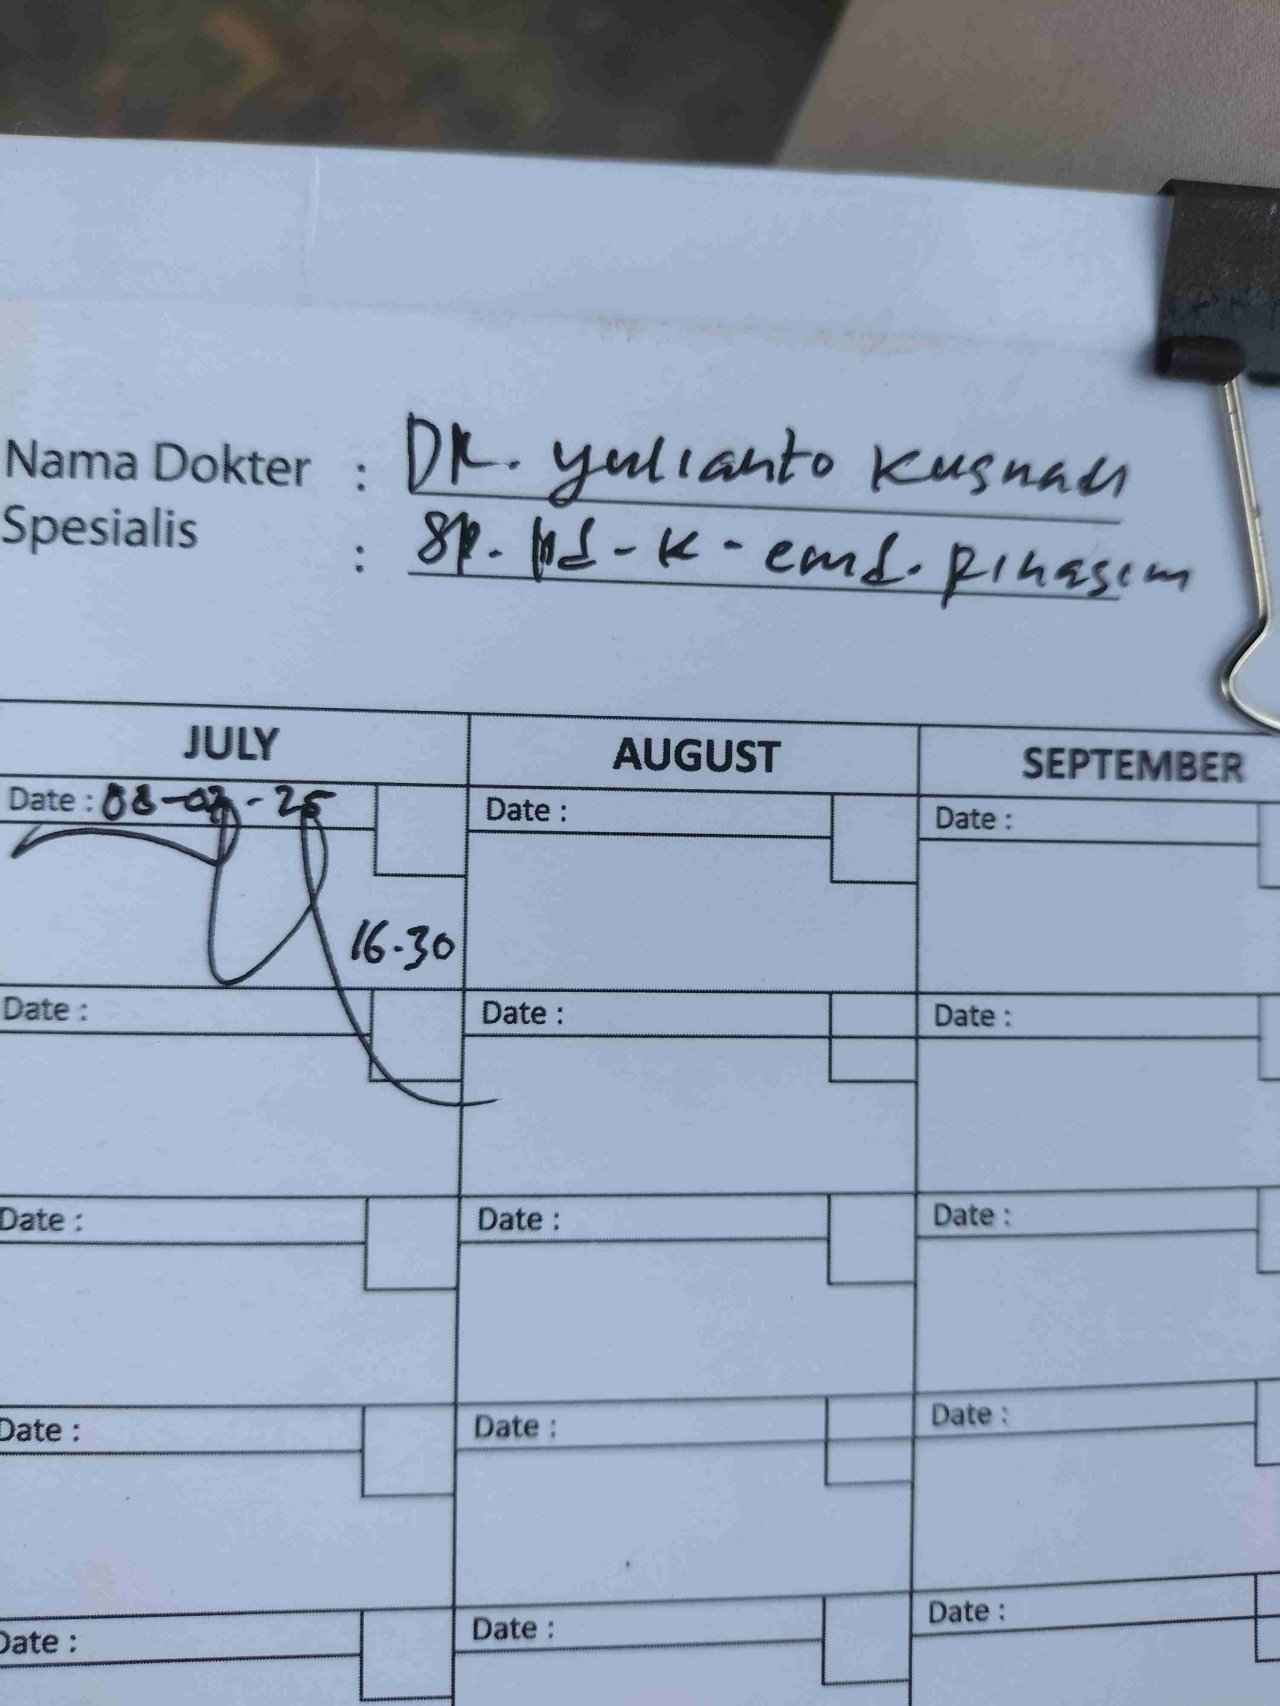 Nama Dokter : DR. Yulianto Kusnadi
Spesialis : Sp. Pd - K - emd. Finasim
JULY AUGUST SEPTEMBER
Date : 08-07-25 Date : Date :
16.30
Date : Date : Date :
Date : Date : Date :
Date : Date : Date :
Date : Date : Date :